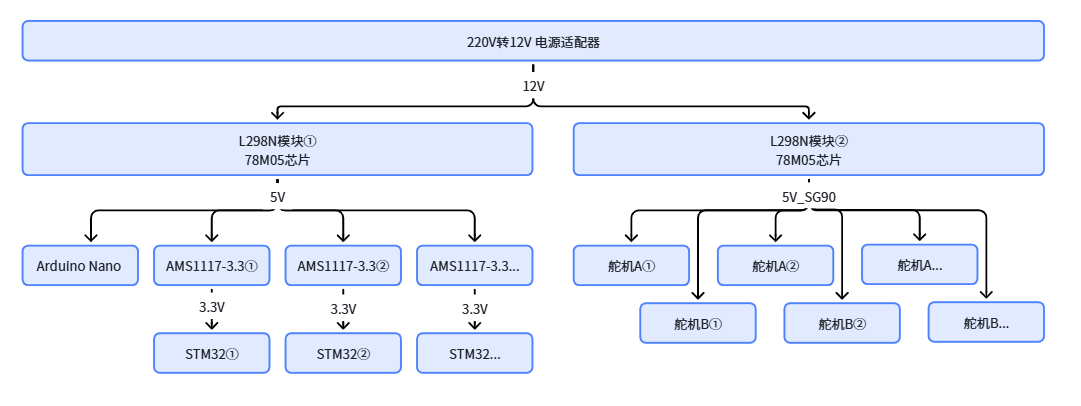 220V转12V 电源适配器
12V
L298N模块①
78M05芯片
L298N模块②
78M05芯片
5V
5V_SG90
Arduino Nano
AMS1117-3.3①
AMS1117-3.3②
AMS1117-3.3...
舵机A①
舵机A②
舵机A...
3.3V
3.3V
3.3V
舵机B①
舵机B②
舵机B...
STM32①
STM32②
STM32...